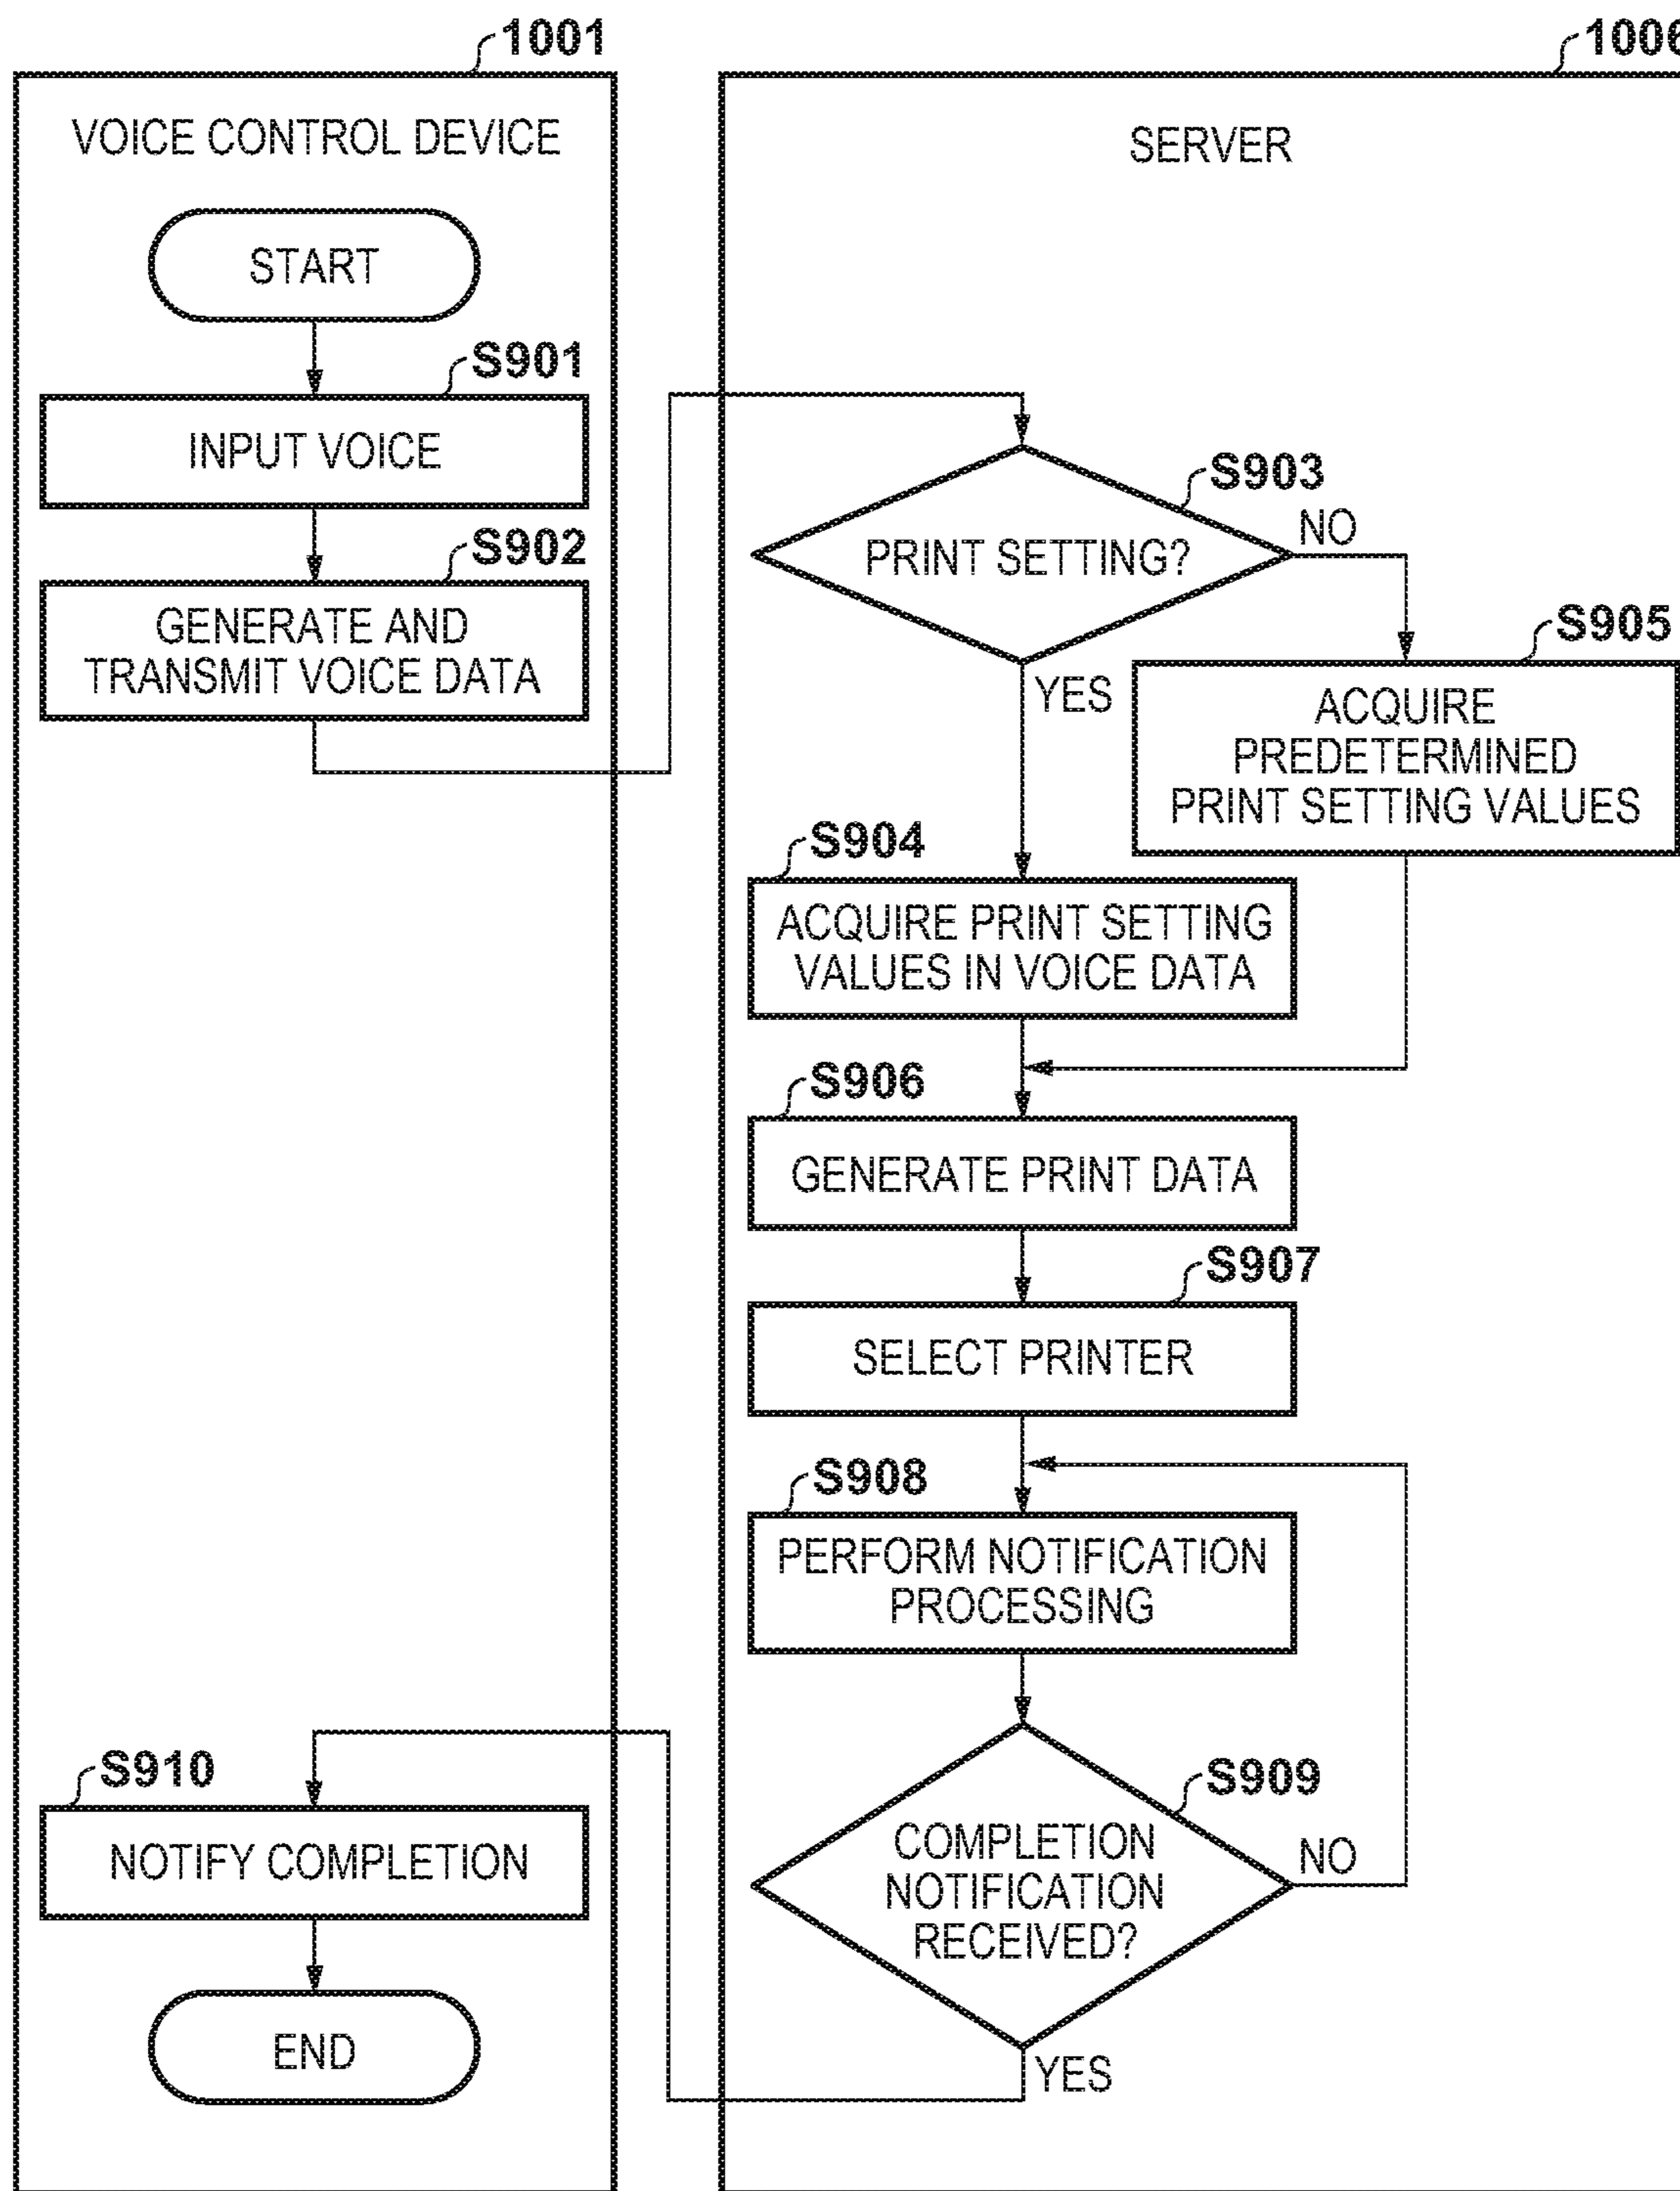 1001
VOICE CONTROL DEVICE
START
S901
INPUT VOICE
S902
GENERATE AND
TRANSMIT VOICE DATA
1006
SERVER
S903
PRINT SETTING?
NO
YES
S905
ACQUIRE
PREDETERMINED
PRINT SETTING VALUES
S904
ACQUIRE PRINT SETTING
VALUES IN VOICE DATA
S906
GENERATE PRINT DATA
S907
SELECT PRINTER
S908
PERFORM NOTIFICATION
PROCESSING
S909
COMPLETION
NOTIFICATION
RECEIVED?
NO
YES
S910
NOTIFY COMPLETION
END